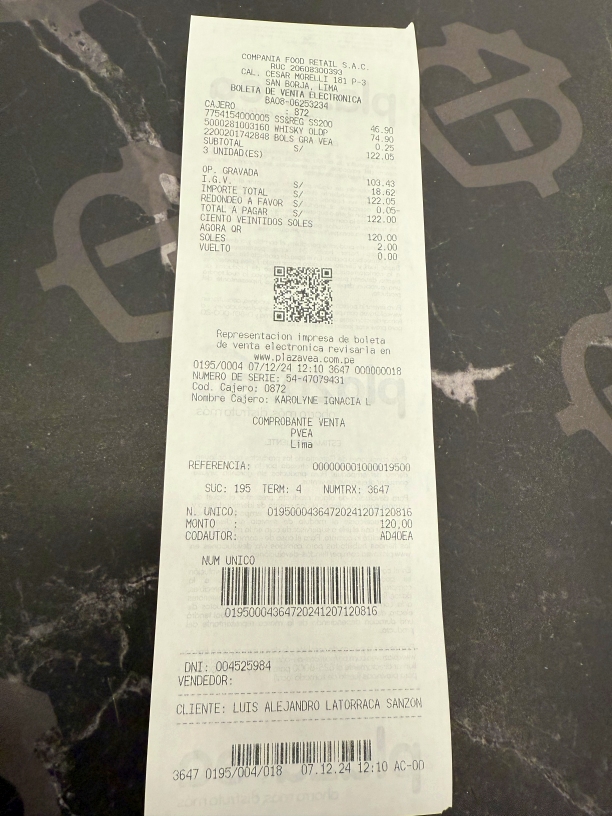 COMPANIA FOOD RETAIL S.A.C.
RUC 20608300393
CAL. CESAR MORELLI 181 P-3
SAN BORJA, LIMA
BOLETA DE VENTA ELECTRONICA
BA08-06253234
CAJERO : 872
7754154000005 SS&REG SS200 46.90
5000281003160 WHISKY OLDP 74.90
2200201742848 BOLS GRA VEA 0.25
SUBTOTAL S/ 122.05
3 UNIDAD(ES)
OP. GRAVADA S/ 103.43
I.G.V. S/ 18.62
IMPORTE TOTAL S/ 122.05
REDONDEO A FAVOR S/ 0.05-
TOTAL A PAGAR S/ 122.00
CIENTO VEINTIDOS SOLES
AGORA QR 120.00
SOLES 2.00
VUELTO 0.00
Representacion impresa de boleta
de venta electronica revisarla en
www.plazavea.com.pe
0195/0004 07/12/24 12:10 3647 000000018
NUMERO DE SERIE: 54-47079431
Cod. Cajero: 0872
Nombre Cajero: KAROLYNE IGNACIA L
COMPROBANTE VENTA
PVEA
Lima
REFERENCIA: 0000000001000019500
SUC: 195 TERM: 4 NUMTRX: 3647
N. UNICO: 01950004364720241207120816
MONTO : 120,00
CODAUTOR: AD40EA
NUM UNICO
01950004364720241207120816
DNI: 004525984
VENDEDOR:
CLIENTE: LUIS ALEJANDRO LATORRACA SANZON
3647 0195/004/018 07.12.24 12:10 AC-00